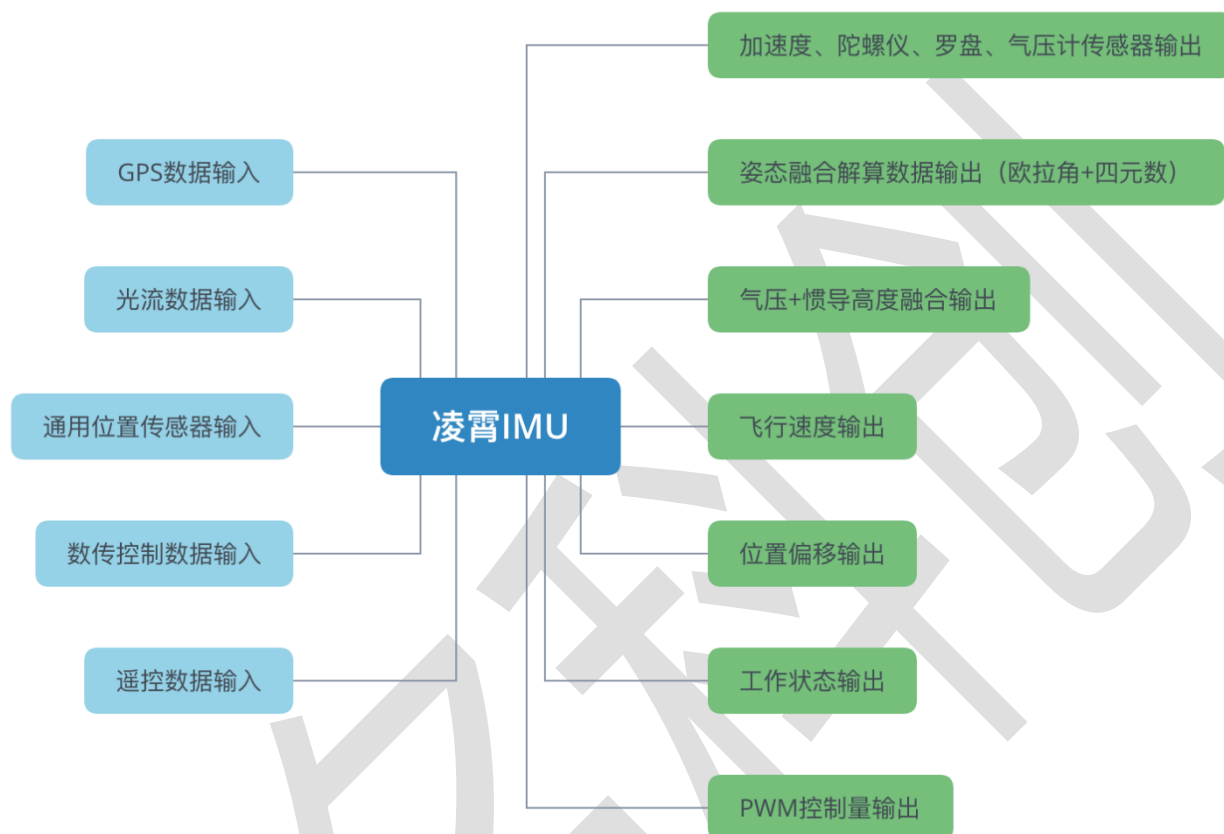 加速度、陀螺仪、罗盘、气压计传感器输出
GPS数据输入
姿态融合解算数据输出（欧拉角+四元数）
光流数据输入
气压+惯导高度融合输出
通用位置传感器输入
凌霄IMU
飞行速度输出
数传控制数据输入
位置偏移输出
遥控数据输入
工作状态输出
PWM控制量输出